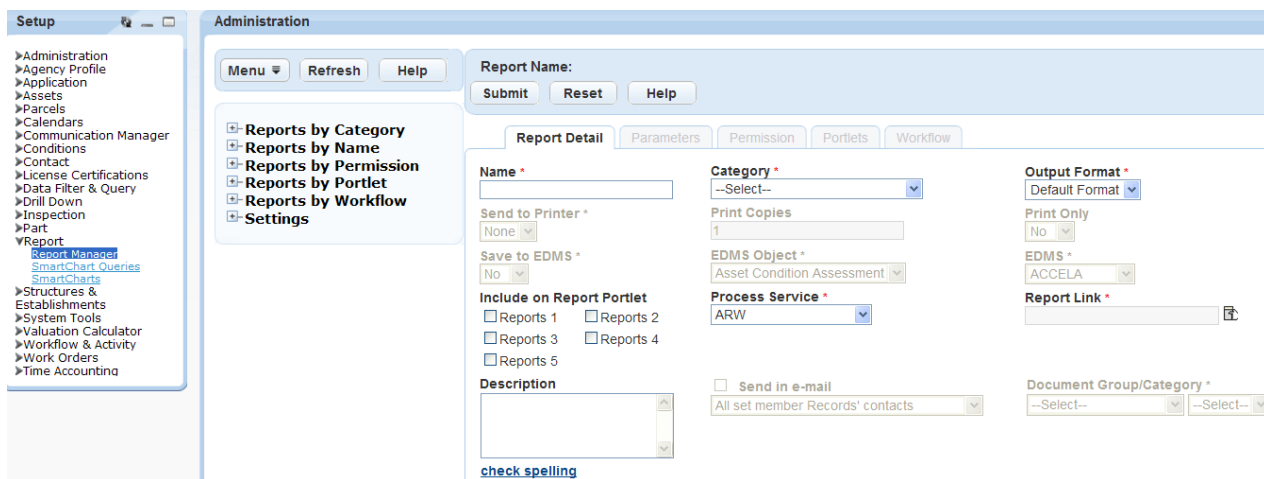 Setup
Administration
Agency Profile
Application
Assets
Parcels
Calendars
Communication Manager
Conditions
Contact
License Certifications
Data Filter & Query
Drill Down
Inspection
Part
Report
Report Manager
SmartChart Queries
SmartCharts
Structures &
Establishments
System Tools
Valuation Calculator
Workflow & Activity
Work Orders
Time Accounting
Administration
Menu Refresh Help
Reports by Category
Reports by Name
Reports by Permission
Reports by Portlet
Reports by Workflow
Settings
Report Name:
Submit Reset Help
Report Detail Parameters Permission Portlets Workflow
Name * Category * Output Format *
--Select-- Default Format
Send to Printer * Print Copies Print Only
None 1 No
Save to EDMS * EDMS Object * EDMS *
No Asset Condition Assessment ACCELA
Include on Report Portlet Process Service * Report Link *
Reports 1 Reports 2 ARW
Reports 3 Reports 4
Reports 5
Description Send in e-mail Document Group/Category *
All set member Records' contacts --Select-- --Select--
check spelling